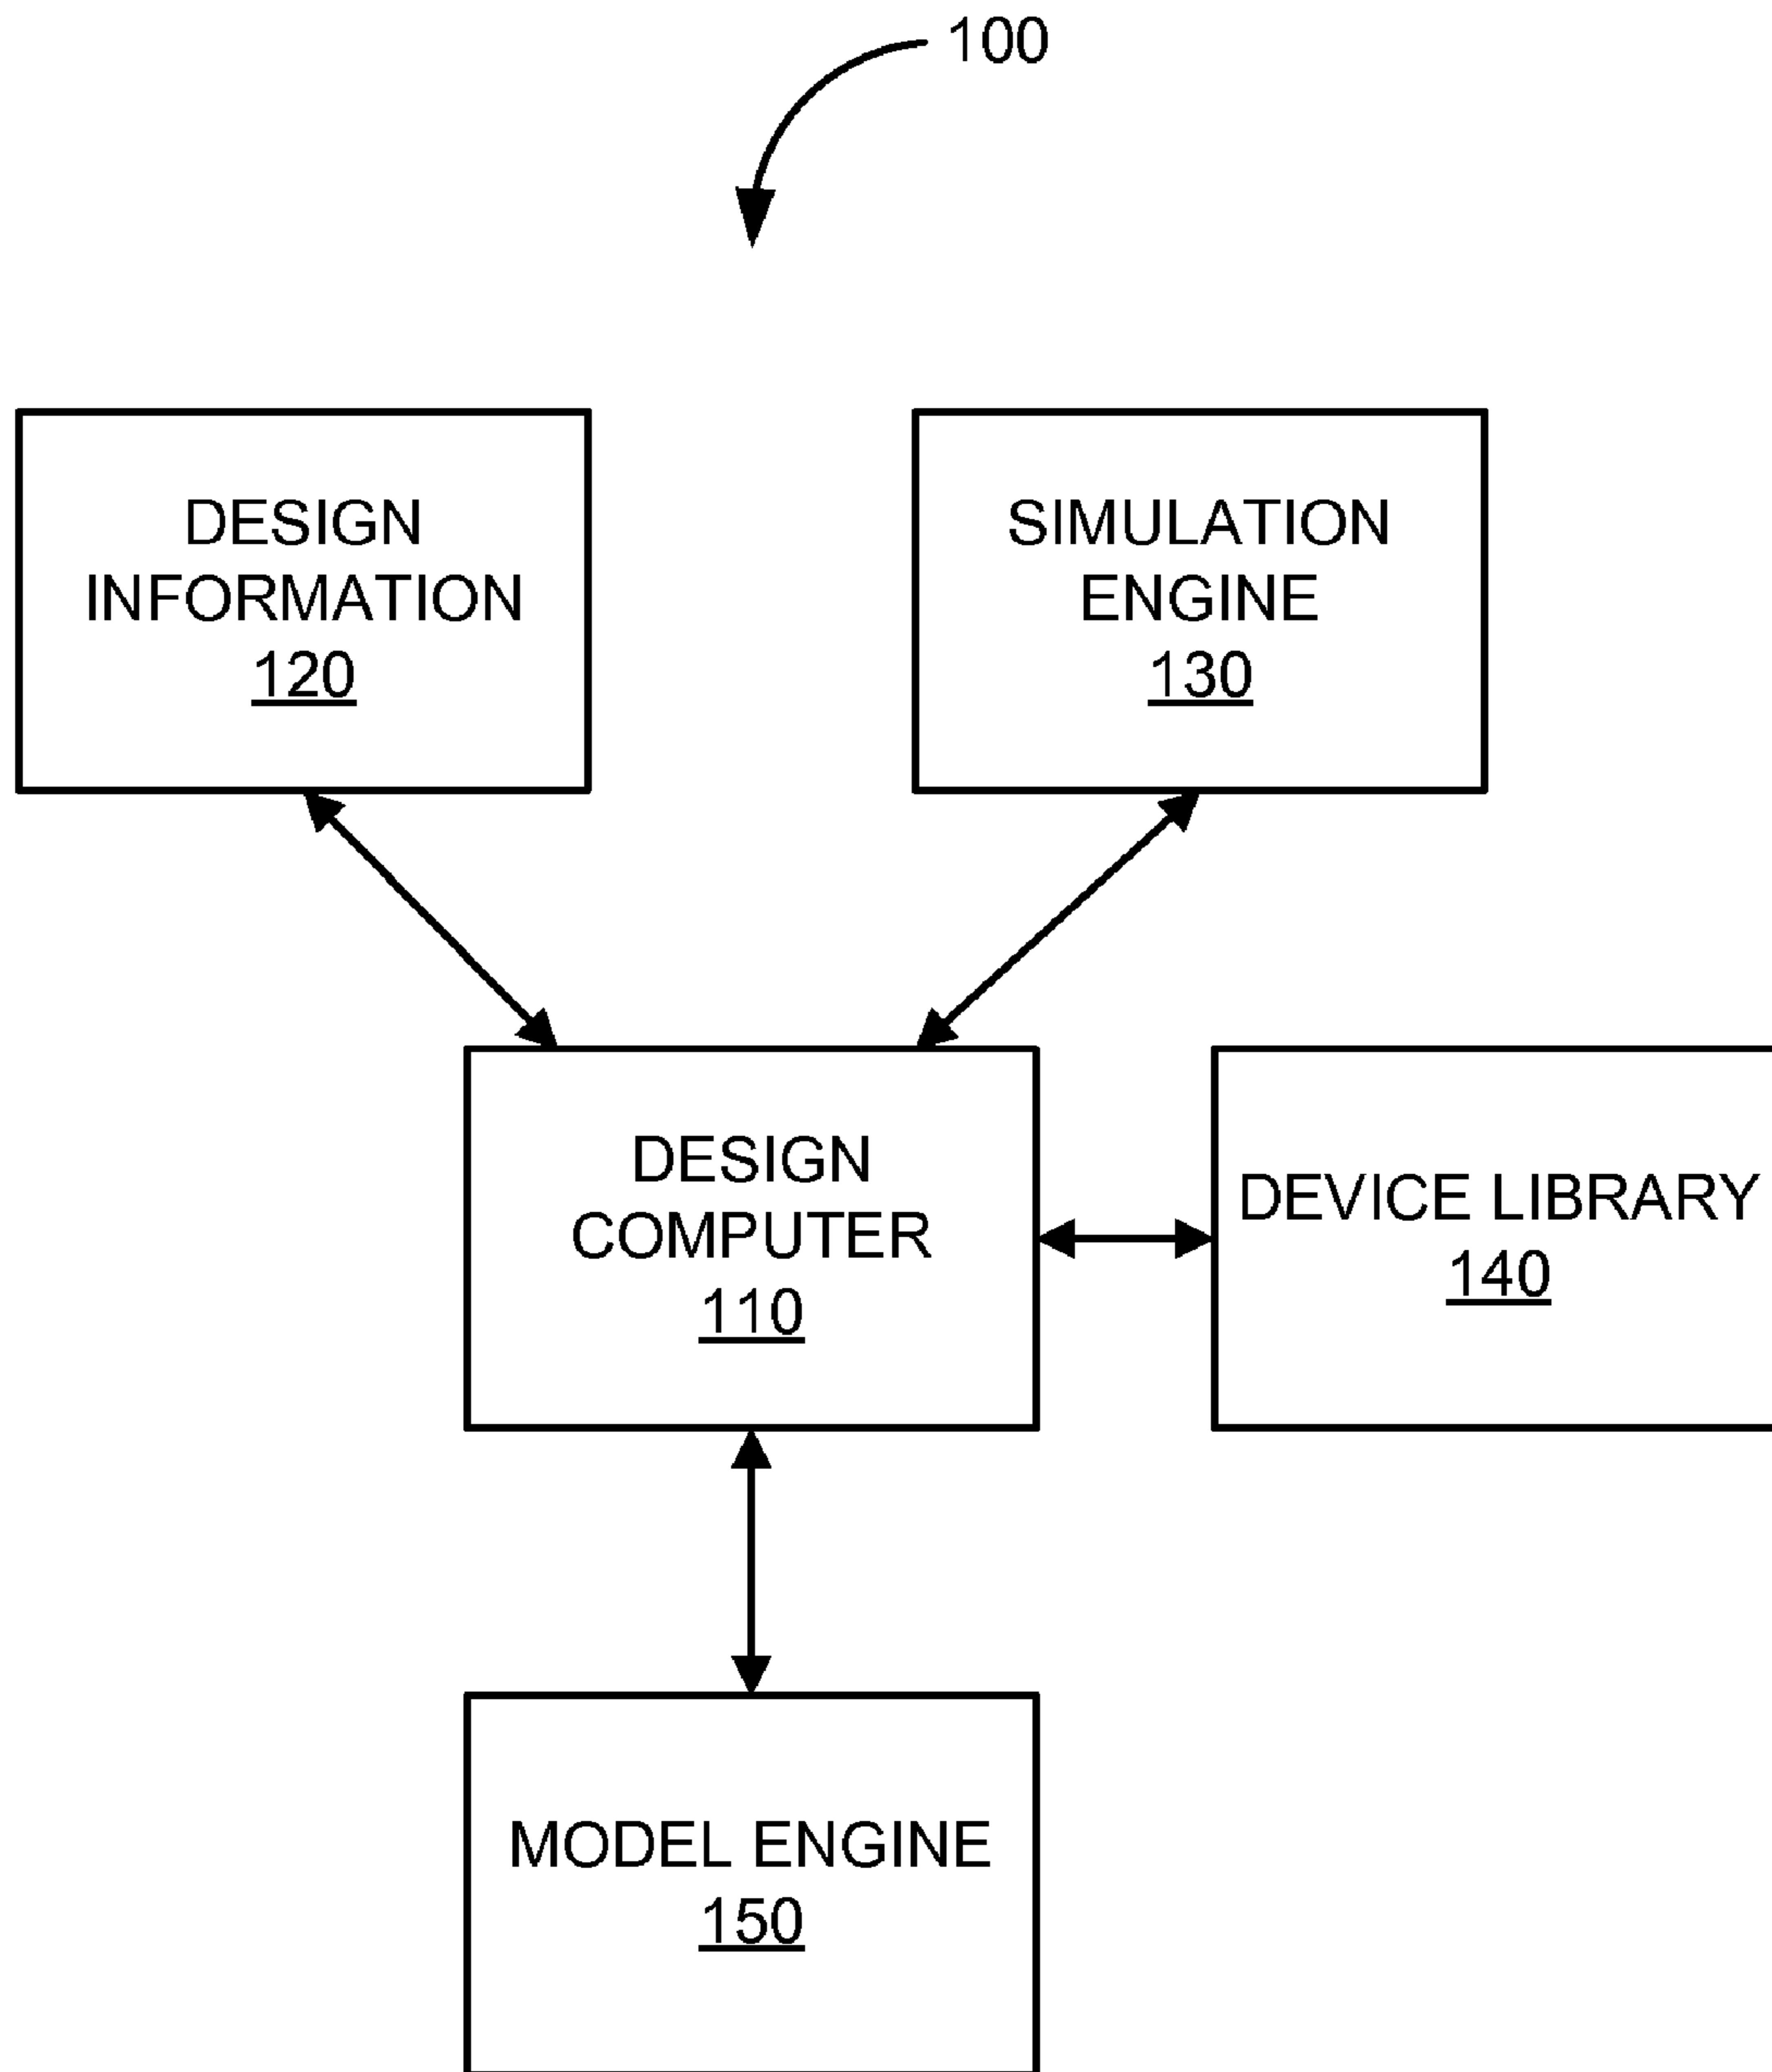 100
DESIGN
INFORMATION
120
SIMULATION
ENGINE
130
DESIGN
COMPUTER
110
DEVICE LIBRARY
140
MODEL ENGINE
150